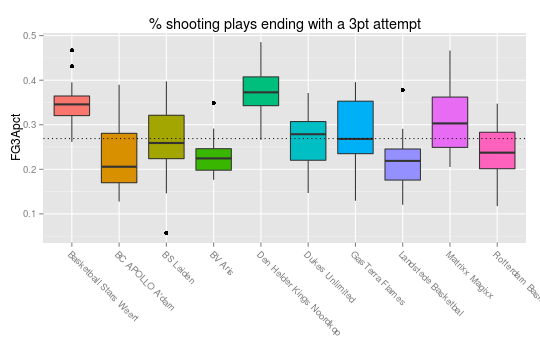 % shooting plays ending with a 3pt attempt
FG3Apct
0.5
0.4
0.3
0.2
0.1
Basketball Stars Weert
BC APOLLO A'dam
BS Leiden
BV Aris
Den Helder Kings Noordkop
Dukes Unlimited
GasTerra Flames
Landstede Basketbal
Matrixx Magixx
Rotterdam Bas